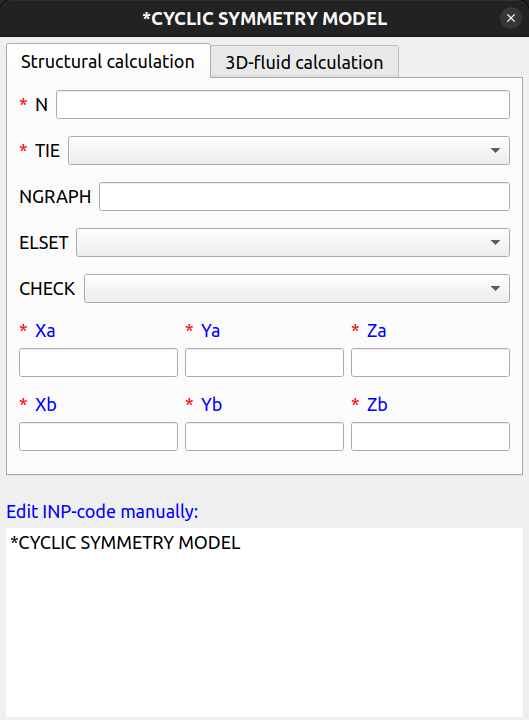 *CYCLIC SYMMETRY MODEL
Structural calculation 3D-fluid calculation
* N
* TIE
NGRAPH
ELSET
CHECK
* Xa * Ya * Za
* Xb * Yb * Zb
Edit INP-code manually:
*CYCLIC SYMMETRY MODEL